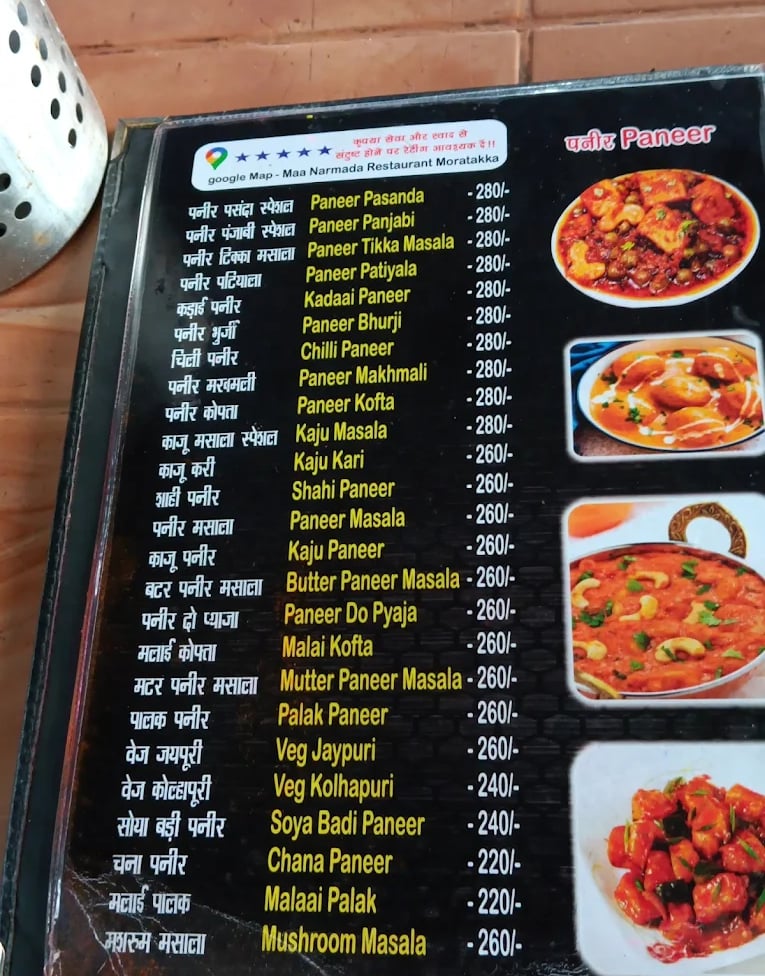 कृपया सेवा और स्वाद से
संटुष्ट होने पर रेटींग आवश्यक दें!!
google Map - Maa Narmada Restaurant Moratakka
पनीर Paneer
पनीर पसंदा स्पेशल Paneer Pasanda - 280/-
पनीर पंजाबी स्पेशल Paneer Panjabi - 280/-
पनीर टिक्का मसाला Paneer Tikka Masala - 280/-
पनीर पटियाला Paneer Patiyala - 280/-
कड़ाई पनीर Kadaai Paneer - 280/-
पनीर भुर्जी Paneer Bhurji - 280/-
चिली पनीर Chilli Paneer - 280/-
पनीर मखमली Paneer Makhmali - 280/-
पनीर कोपता Paneer Kofta - 280/-
काजू मसाला स्पेशल Kaju Masala - 280/-
काजू करी Kaju Kari - 260/-
शाही पनीर Shahi Paneer - 260/-
पनीर मसाला Paneer Masala - 260/-
काजू पनीर Kaju Paneer - 260/-
बटर पनीर मसाला Butter Paneer Masala - 260/-
पनीर दो प्याजा Paneer Do Pyaja - 260/-
मलाई कोपता Malai Kofta - 260/-
मटर पनीर मसाला Mutter Paneer Masala - 260/-
पालक पनीर Palak Paneer - 260/-
वेज जयपूरी Veg Jaypuri - 260/-
वेज कोल्हापूरी Veg Kolhapuri - 240/-
सोया बड़ी पनीर Soya Badi Paneer - 240/-
चना पनीर Chana Paneer - 220/-
मलाई पालक Malaai Palak - 220/-
मशरुम मसाला Mushroom Masala - 260/-